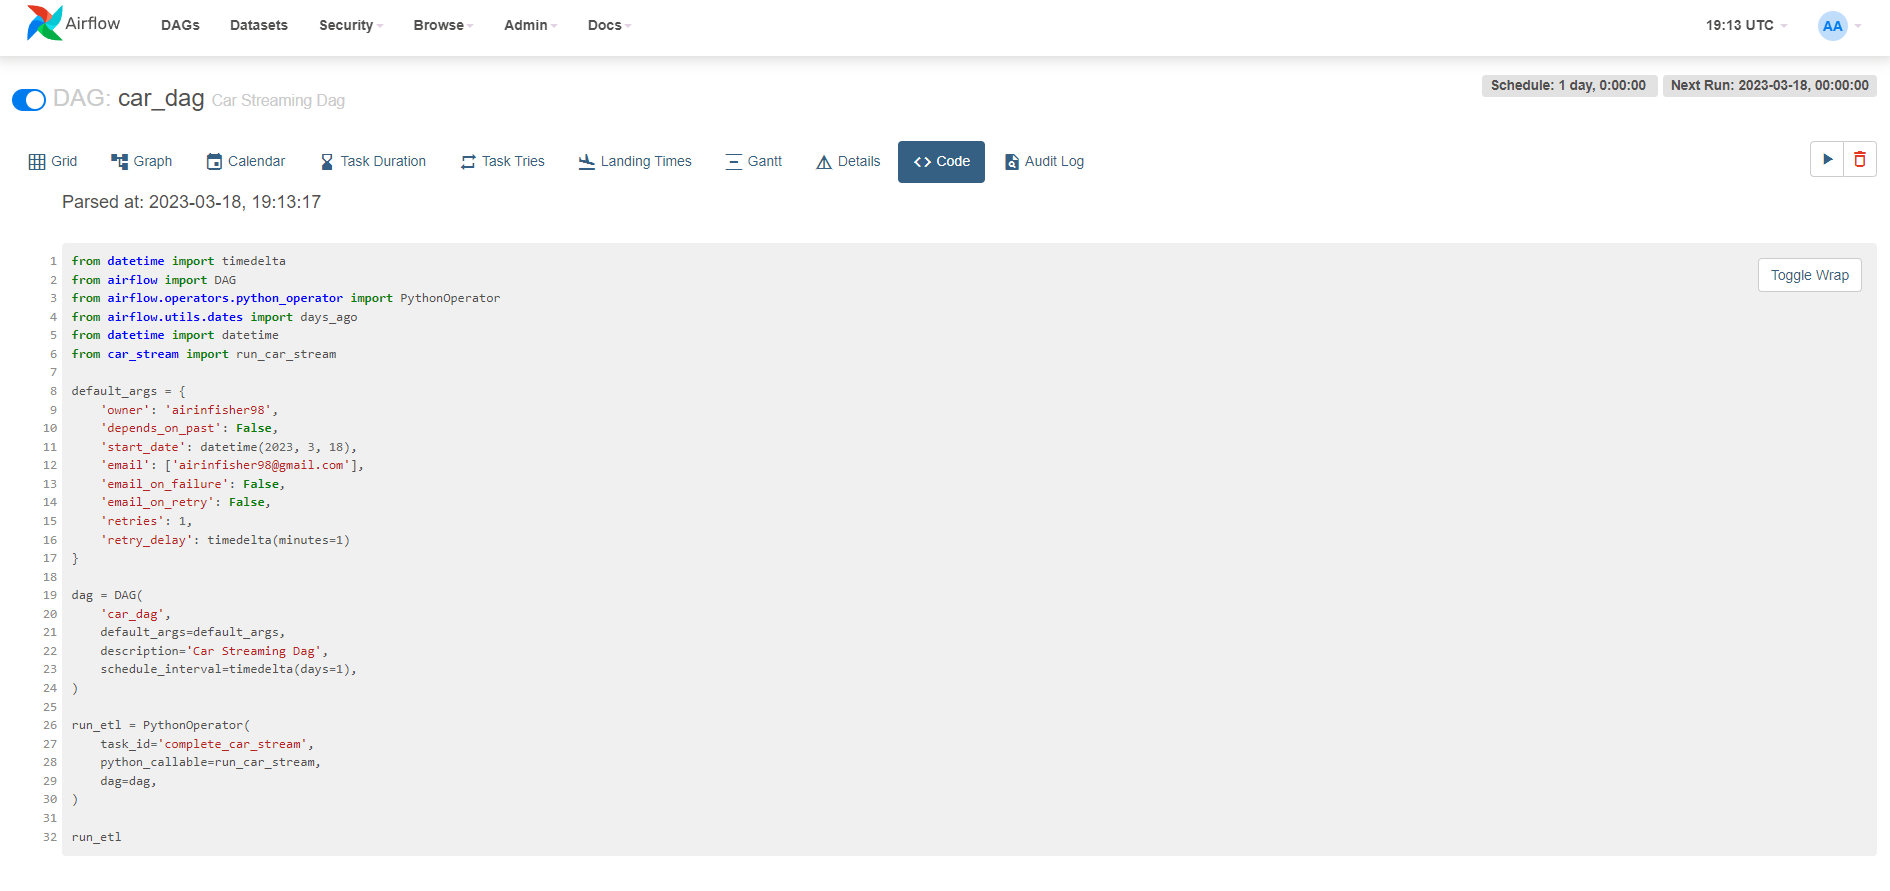 Airflow DAGs Datasets Security Browse Admin Docs 19:13 UTC AA
Schedule: 1 day, 0:00:00 Next Run: 2023-03-18, 00:00:00
DAG: car_dag Car Streaming Dag
Grid Graph Calendar Task Duration Task Tries Landing Times Gantt Details <> Code Audit Log
Parsed at: 2023-03-18, 19:13:17
Toggle Wrap
1 from datetime import timedelta
2 from airflow import DAG
3 from airflow.operators.python_operator import PythonOperator
4 from airflow.utils.dates import days_ago
5 from datetime import datetime
6 from car_stream import run_car_stream
7
8 default_args = {
9     'owner': 'airinfisher98',
10     'depends_on_past': False,
11     'start_date': datetime(2023, 3, 18),
12     'email': ['airinfisher98@gmail.com'],
13     'email_on_failure': False,
14     'email_on_retry': False,
15     'retries': 1,
16     'retry_delay': timedelta(minutes=1)
17 }
18
19 dag = DAG(
20     'car_dag',
21     default_args=default_args,
22     description='Car Streaming Dag',
23     schedule_interval=timedelta(days=1),
24 )
25
26 run_etl = PythonOperator(
27     task_id='complete_car_stream',
28     python_callable=run_car_stream,
29     dag=dag,
30 )
31
32 run_etl